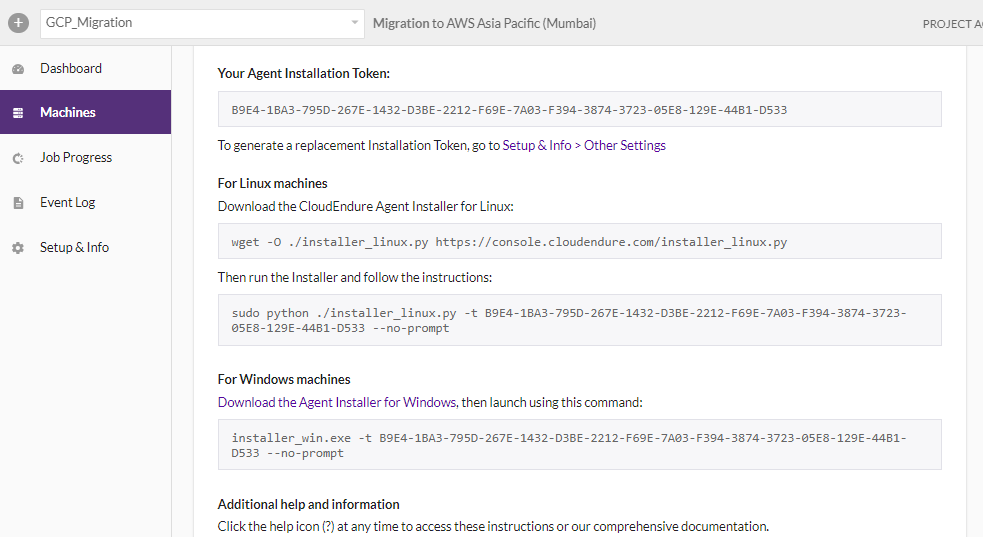 GCP_Migration
Migration to AWS Asia Pacific (Mumbai)
PROJECT
Dashboard
Machines
Job Progress
Event Log
Setup & Info
Your Agent Installation Token:
B9E4-1BA3-795D-267E-1432-D3BE-2212-F69E-7A03-F394-3874-3723-05E8-129E-44B1-D533
To generate a replacement Installation Token, go to Setup & Info > Other Settings
For Linux machines
Download the CloudEndure Agent Installer for Linux:
wget -O ./installer_linux.py https://console.cloudendure.com/installer_linux.py
Then run the Installer and follow the instructions:
sudo python ./installer_linux.py -t B9E4-1BA3-795D-267E-1432-D3BE-2212-F69E-7A03-F394-3874-3723-
05E8-129E-44B1-D533 --no-prompt
For Windows machines
Download the Agent Installer for Windows, then launch using this command:
installer_win.exe -t B9E4-1BA3-795D-267E-1432-D3BE-2212-F69E-7A03-F394-3874-3723-05E8-129E-44B1-
D533 --no-prompt
Additional help and information
Click the help icon (?) at any time to access these instructions or our comprehensive documentation.